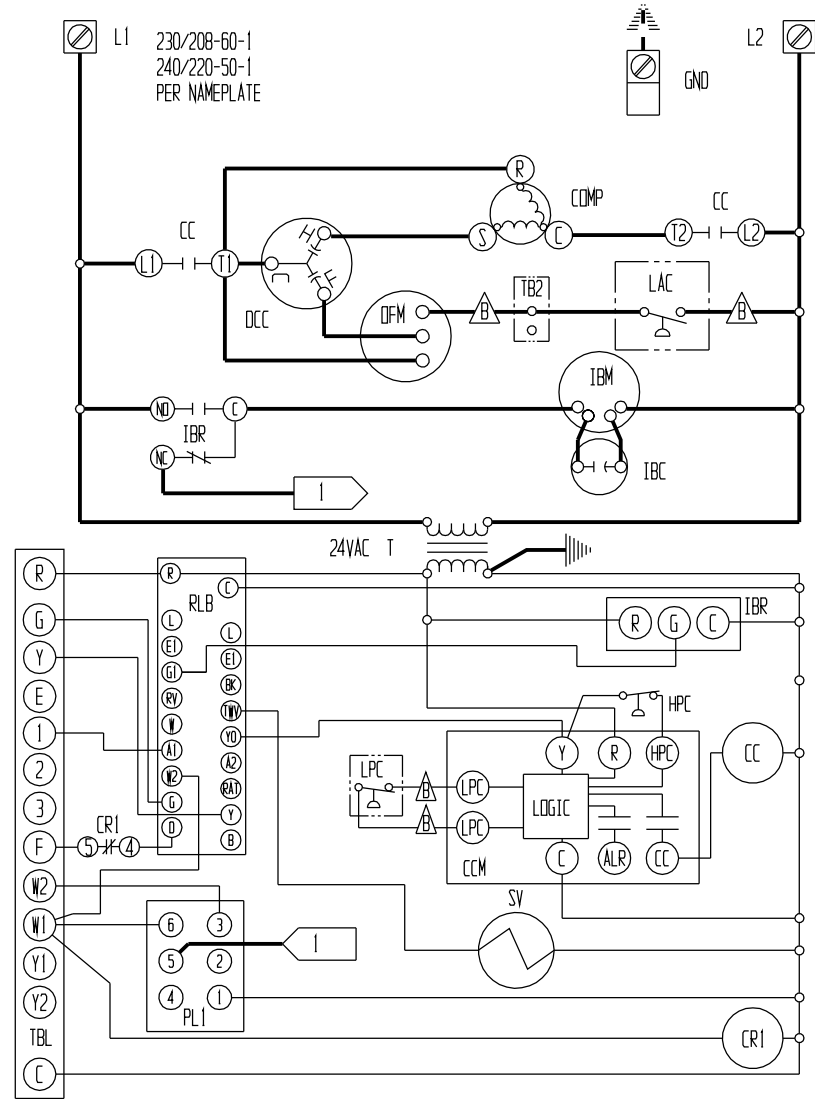 L1
230/208-60-1
240/220-50-1
PER NAMEPLATE
GND
L2
R
COMP
S
C
CC
L1
T1
H
C
F
DCC
T2
CC
L2
OFM
B
TB2
LAC
B
NO
C
IBR
NC
1
IBM
IBC
24VAC T
R
G
Y
E
1
2
3
F
W2
W1
Y1
Y2
TBL
C
R
RLB
C
L
E1
G1
RV
W
A1
W2
G
O
L
E1
BK
TWV
YO
A2
RAT
Y
B
CR1
5
4
R
G
C
IBR
HPC
Y
R
HPC
CC
LPC
B
B
LPC
LPC
LOGIC
CCM
C
ALR
CC
SV
6
3
5
2
4
1
PL1
1
CR1